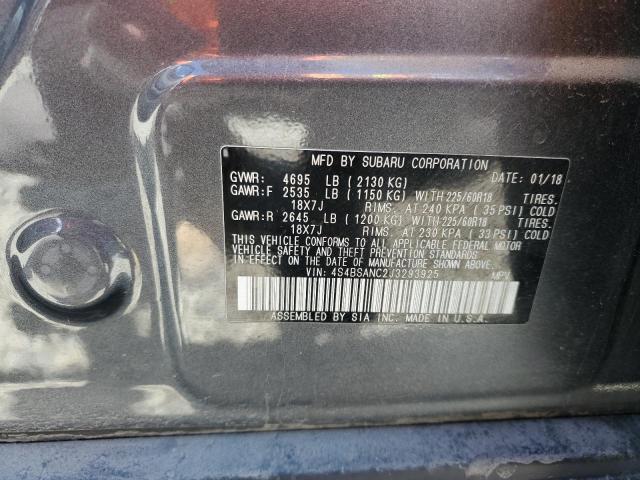 MFD BY SUBARU CORPORATION 01/18
GVWR: 4695 LB ( 2130 KG)
GAWR:F 2535 LB ( 1150 KG) WITH 225/60R18 TIRES.
18X7J RIMS. AT 240 KPA ( 35 PSI) COLD
GAWR:R 2645 LB ( 1200 KG) WITH 225/60R18 TIRES.
18X7J RIMS. AT 230 KPA ( 33 PSI) COLD
THIS VEHICLE CONFORMS TO ALL APPLICABLE FEDERAL MOTOR
VEHICLE SAFETY, BUMPER, AND THEFT PREVENTION STANDARDS
IN EFFECT ON THE DATE OF MANUFACTURE SHOWN ABOVE.
VIN: 4S4BSANC2J3293925 MPV
ASSEMBLED BY SIA INC. MADE IN U.S.A.